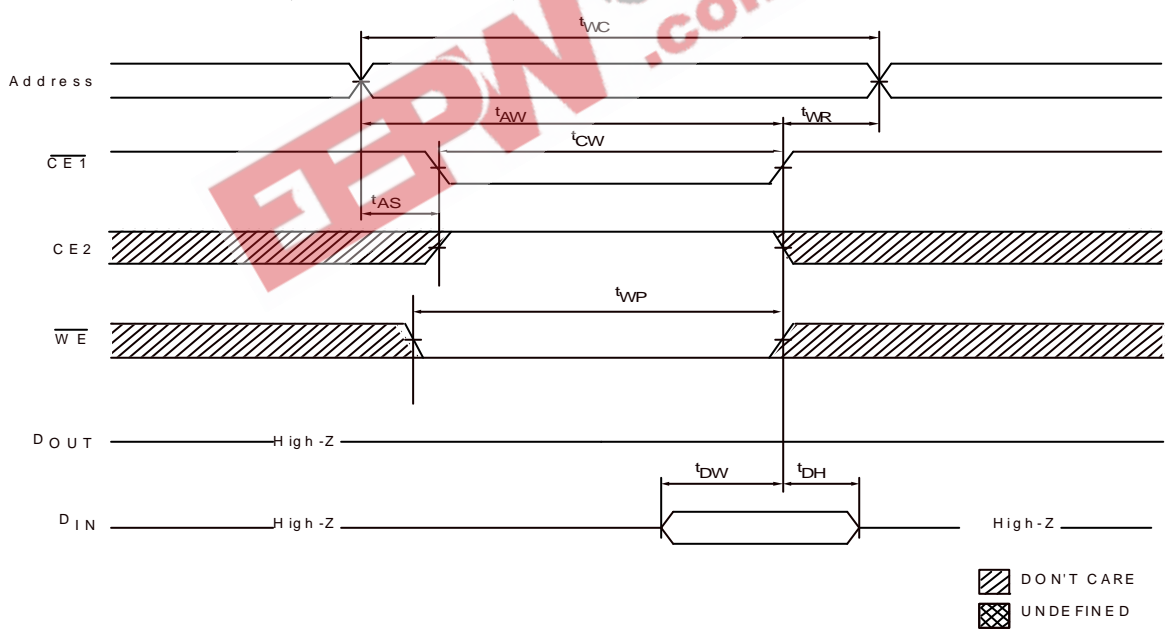 EEPW .com
tWC
Address
tAW
tWR
CE1
tCW
tAS
CE2
tWP
WE
DOUT High-Z
tDW
tDH
DIN High-Z High-Z
DON'T CARE
UNDEFINED